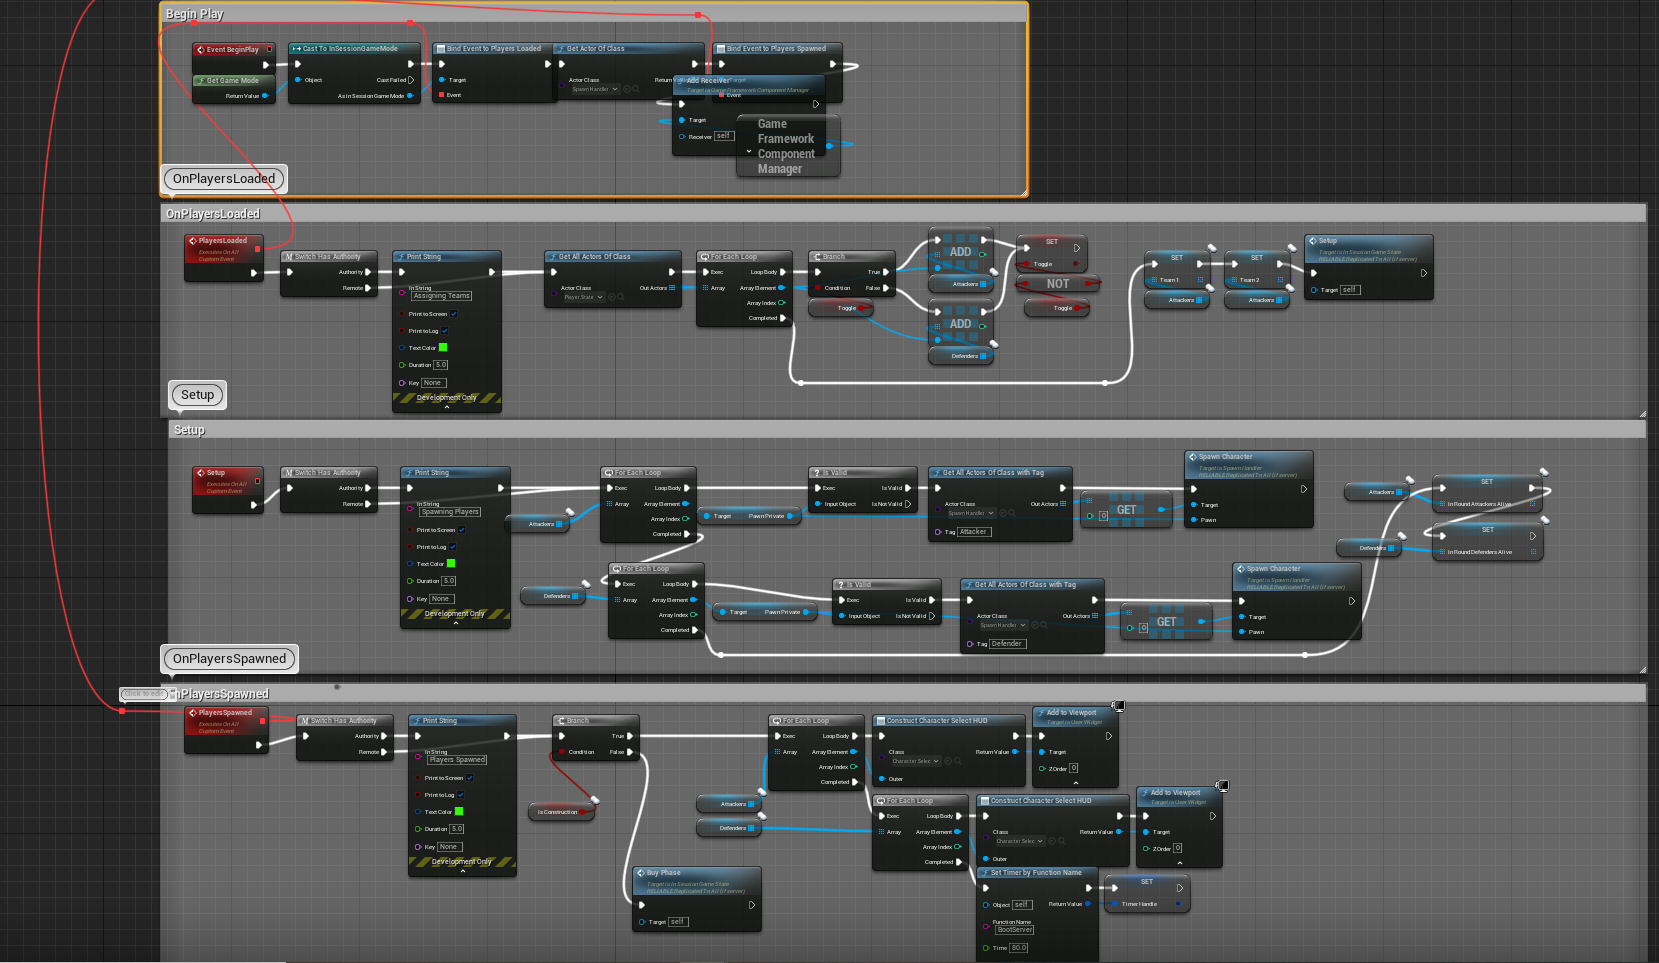 Begin Play
Event BeginPlay
Get Game Mode
Return Value
Cast To InSessionGameMode
Object
Cast Failed
As in Session Game Mode
Bind Event to Players Loaded
Target
Event
Get Actor Of Class
Actor Class
Spawn Handler
Bind Event to Players Spawned
Target
Event
Add Receiver
Target is Game Framework Component Manager
Target
Receiver
self
Game
Framework
Component
Manager
OnPlayersLoaded
OnPlayersLoaded
PlayersLoaded
Executes On All
Custom Event
Switch Has Authority
Authority
Remote
Print String
In String
Assigning Teams
Print to Screen
Print to Log
Text Color
Duration 5.0
Key None
Development Only
Get All Actors Of Class
Actor Class
Player State
Out Actors
For Each Loop
Exec
Loop Body
Array
Array Element
Array Index
Completed
Branch
True
Condition
False
Toggle
ADD
Attackers
ADD
Defenders
SET
Toggle
NOT
Toggle
SET
Team 1
Attackers
SET
Team 2
Attackers
Setup
Target is In Session Game State
RELIABLE Replicated To All (if server)
Target self
Setup
Setup
Setup
Executes On All
Custom Event
Switch Has Authority
Authority
Remote
Print String
In String
Spawning Players
Print to Screen
Print to Log
Text Color
Duration 5.0
Key None
Development Only
Attackers
For Each Loop
Exec
Loop Body
Array
Array Element
Array Index
Completed
Target
Pawn Private
Is Valid
Exec
Is Valid
Input Object
Is Not Valid
Get All Actors Of Class with Tag
Actor Class
Spawn Handler
Out Actors
Tag Attacker
GET
0
Spawn Character
Target is Spawn Handler
RELIABLE Replicated To All (if server)
Target
Pawn
Attackers
SET
In Round Attackers Alive
Defenders
SET
In Round Defenders Alive
Defenders
For Each Loop
Exec
Loop Body
Array
Array Element
Array Index
Completed
Target
Pawn Private
Is Valid
Exec
Is Valid
Input Object
Is Not Valid
Get All Actors Of Class with Tag
Actor Class
Spawn Handler
Out Actors
Tag Defender
GET
0
Spawn Character
Target is Spawn Handler
RELIABLE Replicated To All (if server)
Target
Pawn
OnPlayersSpawned
Click to edit
nPlayersSpawned
PlayersSpawned
Executes On All
Custom Event
Switch Has Authority
Authority
Remote
Print String
In String
Players Spawned
Print to Screen
Print to Log
Text Color
Duration 5.0
Key None
Development Only
Branch
True
Condition
False
Is Construction
Buy Phase
Target is In Session Game State
RELIABLE Replicated To All (if server)
Target self
Attackers
Defenders
For Each Loop
Exec
Loop Body
Array
Array Element
Array Index
Completed
Construct Character Select HUD
Class
Character Selec
Return Value
Outer
Add to Viewport
Target is User Widget
Target
ZOrder 0
For Each Loop
Exec
Loop Body
Array
Array Element
Array Index
Completed
Construct Character Select HUD
Class
Character Selec
Return Value
Outer
Add to Viewport
Target is User Widget
Target
ZOrder 0
Set Timer by Function Name
Object self
Return Value
Function Name
BootServer
Time 80.0
SET
Timer Handle